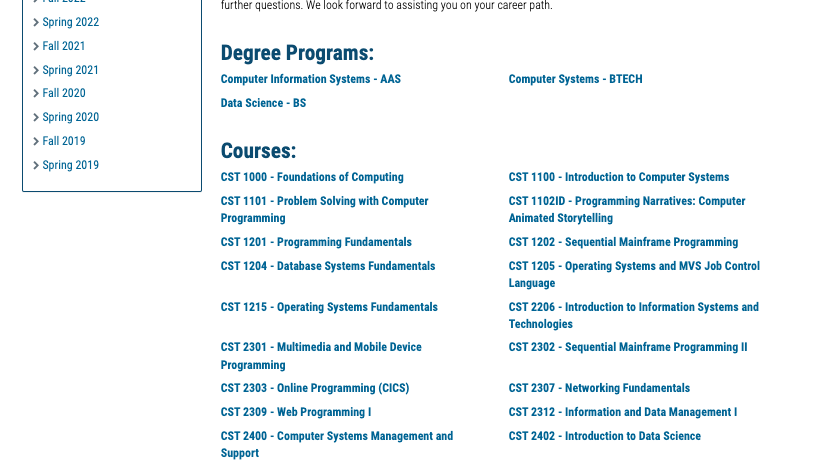 Fall 2022
Spring 2022
Fall 2021
Spring 2021
Fall 2020
Spring 2020
Fall 2019
Spring 2019
further questions. We look forward to assisting you on your career path.
Degree Programs:
Computer Information Systems - AAS
Computer Systems - BTECH
Data Science - BS
Courses:
CST 1000 - Foundations of Computing
CST 1100 - Introduction to Computer Systems
CST 1101 - Problem Solving with Computer
Programming
CST 1102ID - Programming Narratives: Computer
Animated Storytelling
CST 1201 - Programming Fundamentals
CST 1202 - Sequential Mainframe Programming
CST 1204 - Database Systems Fundamentals
CST 1205 - Operating Systems and MVS Job Control
Language
CST 1215 - Operating Systems Fundamentals
CST 2206 - Introduction to Information Systems and
Technologies
CST 2301 - Multimedia and Mobile Device
Programming
CST 2302 - Sequential Mainframe Programming II
CST 2303 - Online Programming (CICS)
CST 2307 - Networking Fundamentals
CST 2309 - Web Programming I
CST 2312 - Information and Data Management I
CST 2400 - Computer Systems Management and
Support
CST 2402 - Introduction to Data Science